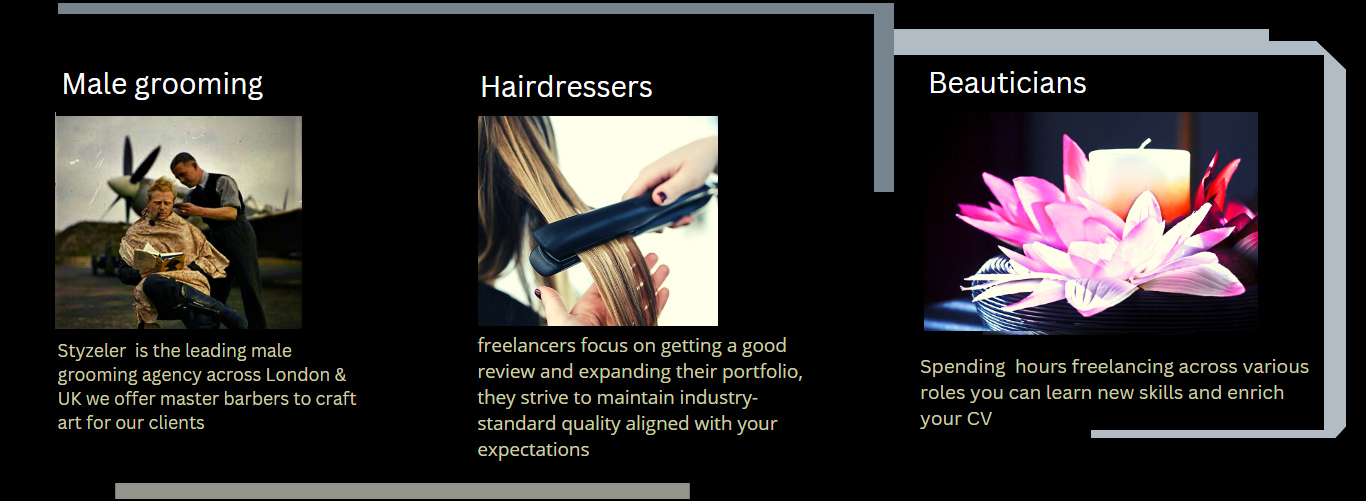 Male grooming
Styzeler is the leading male
grooming agency across London &
UK we offer master barbers to craft
art for our clients
Hairdressers
freelancers focus on getting a good
review and expanding their portfolio,
they strive to maintain industry-
standard quality aligned with your
expectations
Beauticians
Spending hours freelancing across various
roles you can learn new skills and enrich
your CV